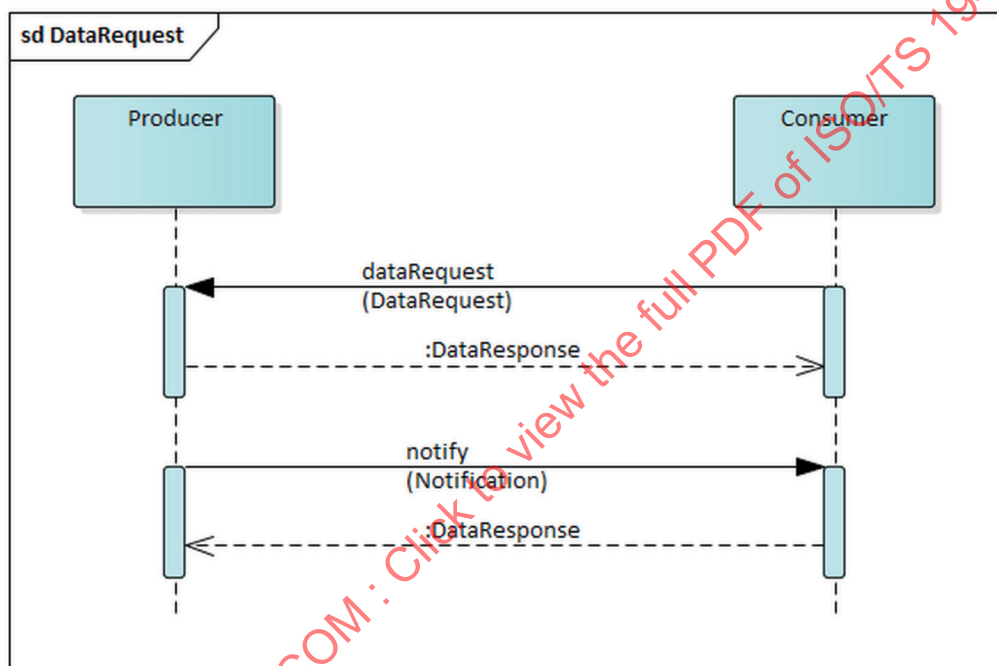 sd DataRequest
Producer
Consumer
dataRequest
(DataRequest)
:DataResponse
notify
(Notification)
:DataResponse
COM : Click to view the full PDF of ISO/TS